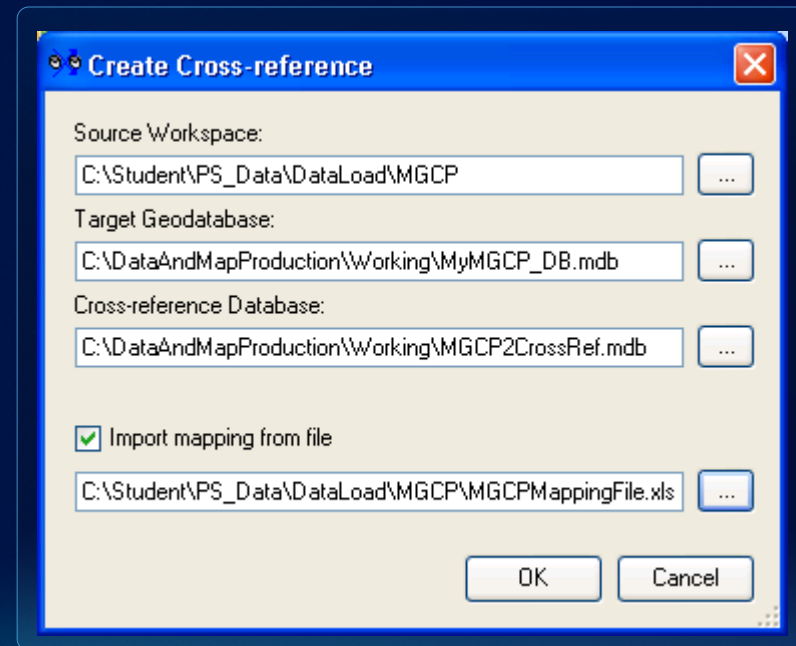 Create Cross-reference
Source Workspace:
C:\Student\PS_Data\DataLoad\MGCP
...
Target Geodatabase:
C:\DataAndMapProduction\Working\MyMGCP_DB.mdb
...
Cross-reference Database:
C:\DataAndMapProduction\Working\MGCP2CrossRef.mdb
...
Import mapping from file
C:\Student\PS_Data\DataLoad\MGCP\MGCPMappingFile.xls
...
OK
Cancel